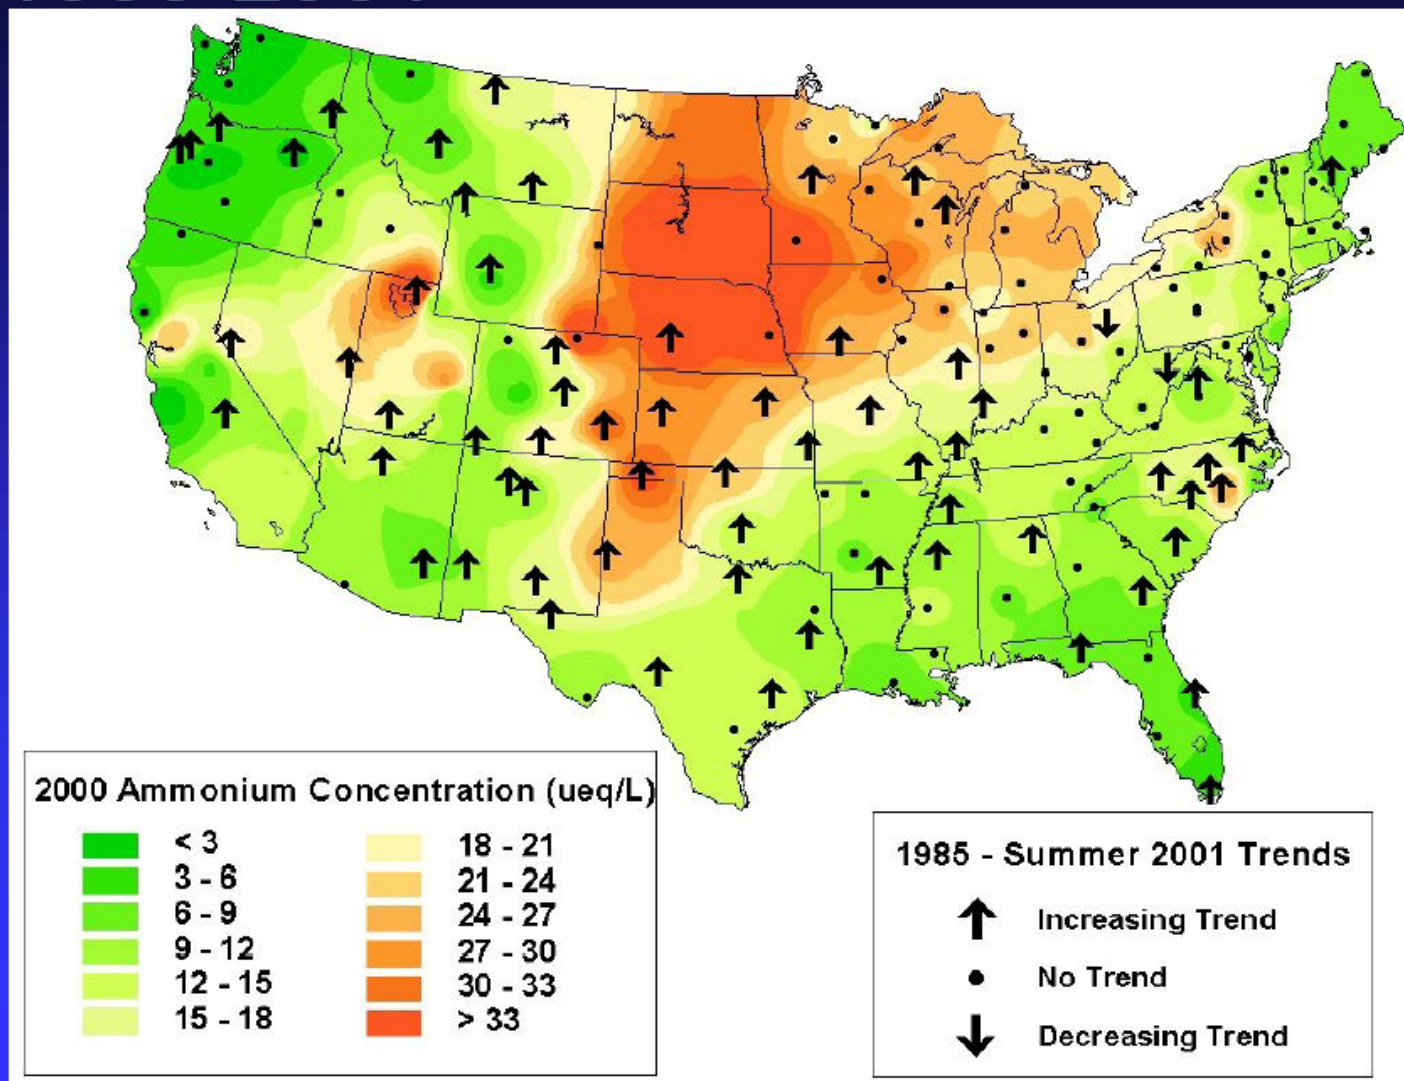 2000 Ammonium Concentration (ueq/L)
< 3
3 - 6
6 - 9
9 - 12
12 - 15
15 - 18
18 - 21
21 - 24
24 - 27
27 - 30
30 - 33
> 33
1985 - Summer 2001 Trends
Increasing Trend
No Trend
Decreasing Trend